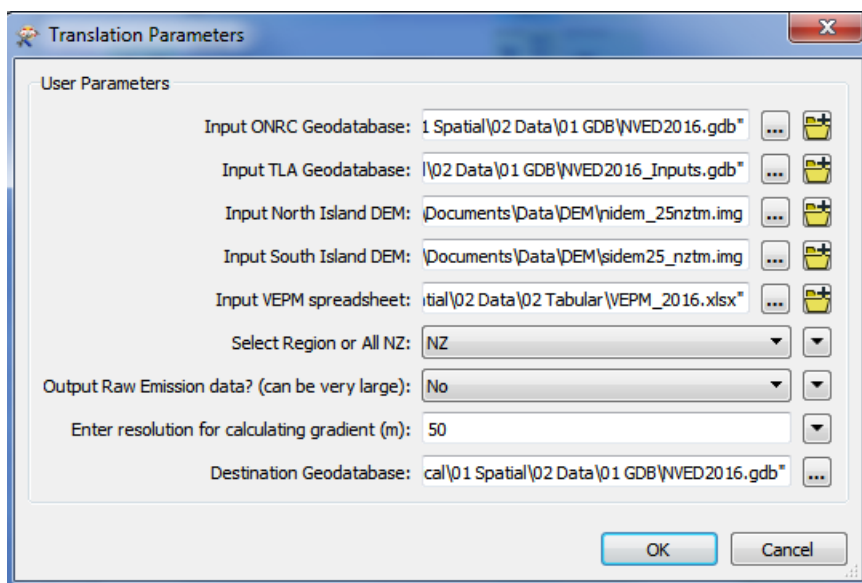 Translation Parameters
User Parameters
Input ONRC Geodatabase: 1 Spatial\02 Data\01 GDB\NVED2016.gdb" ...
Input TLA Geodatabase: l\02 Data\01 GDB\NVED2016_Inputs.gdb" ...
Input North Island DEM: \Documents\Data\DEM\nidem_25nztm.img ...
Input South Island DEM: \Documents\Data\DEM\sidem25_nztm.img ...
Input VEPM spreadsheet: tial\02 Data\02 Tabular\VEPM_2016.xlsx" ...
Select Region or All NZ: NZ
Output Raw Emission data? (can be very large): No
Enter resolution for calculating gradient (m): 50
Destination Geodatabase: cal\01 Spatial\02 Data\01 GDB\NVED2016.gdb" ...
OK Cancel